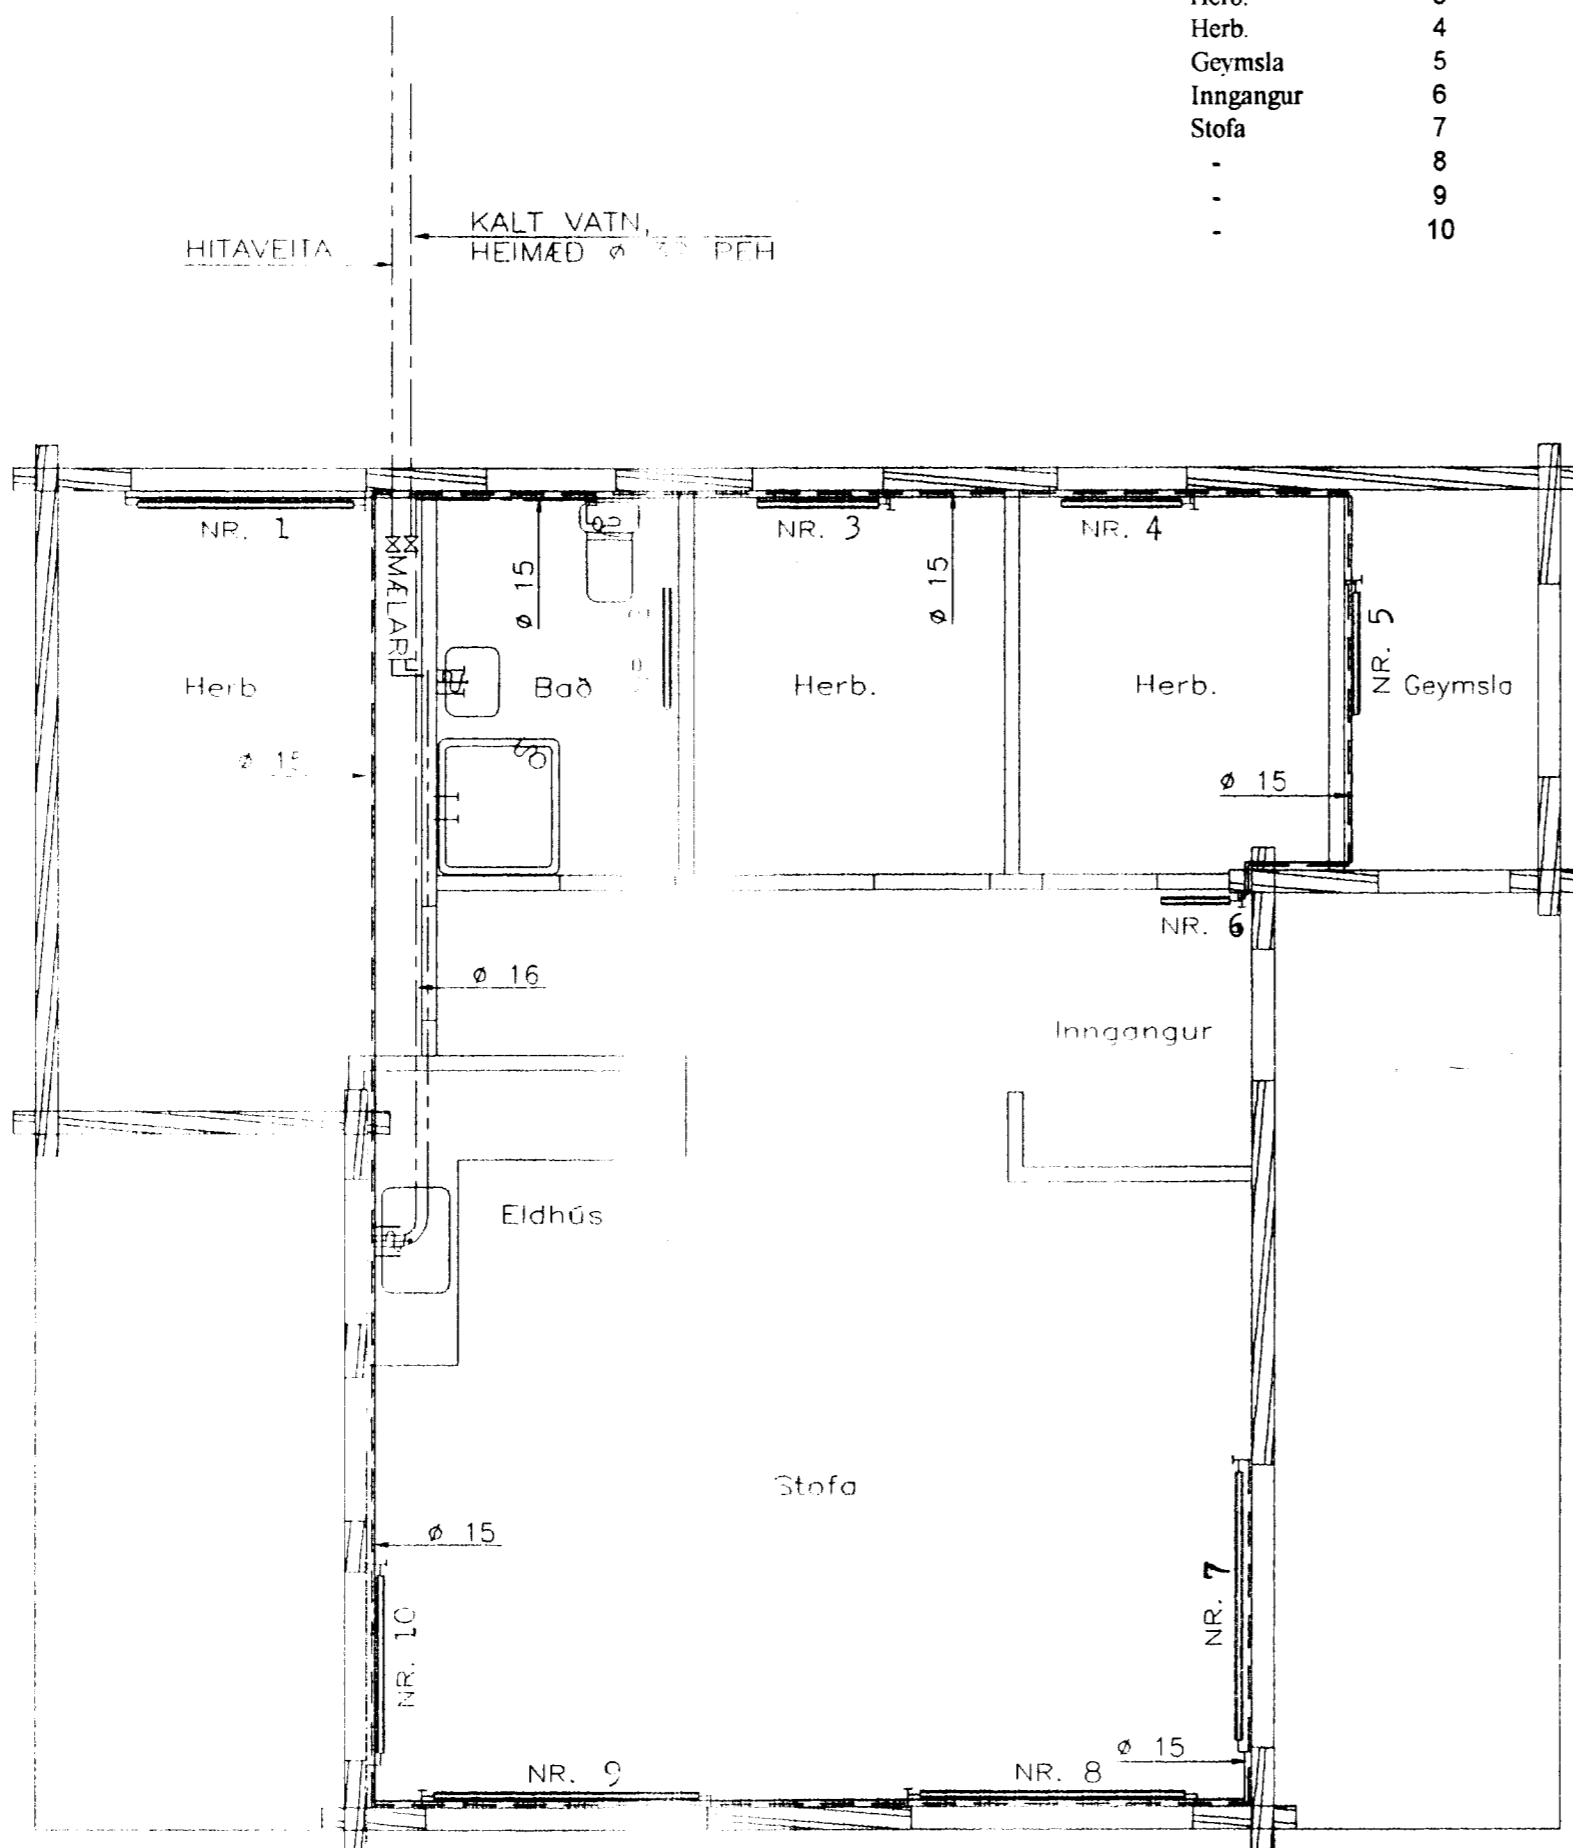 Herb. 4
Geymsla 5
Inngangur 6
Stofa 7
- 8
- 9
- 10
HITAVEITA
KALT VATN,
HEIMÆÐ ø 32 PEH
NR. 1
NR. 3
NR. 4
MÆLAR
ø 15
ø 15
NR. 5
Herb
Bað
Herb.
Herb.
Geymsla
ø 15
ø 15
NR. 6
ø 16
Inngangur
Eldhús
Stofa
ø 15
NR. 7
NR. 10
ø 15
NR. 9
NR. 8